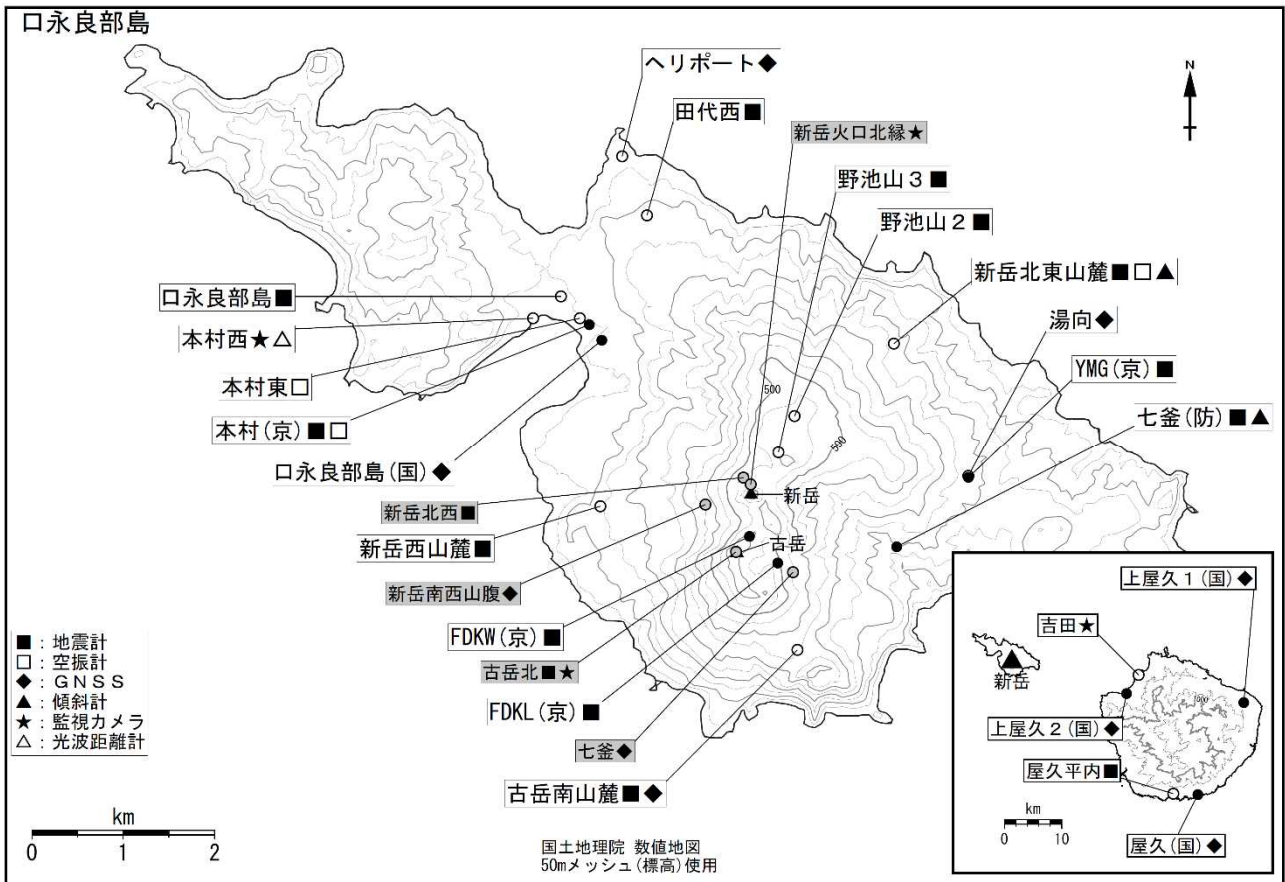 口永良部島
N
ヘリポート◆
田代西■
新岳火口北縁★
野池山3■
野池山2■
新岳北東山麓■□▲
湯向◆
YMG(京)■
七釜(防)■▲
口永良部島■
本村西★△
本村東□
本村(京)■□
口永良部島(国)◆
500
500
新岳
新岳北西■
新岳西山麓■
古岳
新岳南西山腹◆
FDKW(京)■
古岳北■★
FDKL(京)■
七釜◆
古岳南山麓■◆
■:地震計
□:空振計
◆:GNSS
▲:傾斜計
★:監視カメラ
△:光波距離計
km
0 1 2
国土地理院 数値地図
50mメッシュ(標高)使用
上屋久1(国)◆
吉田★
新岳
1000
上屋久2(国)◆
屋久平内■
km
0 10
屋久(国)◆